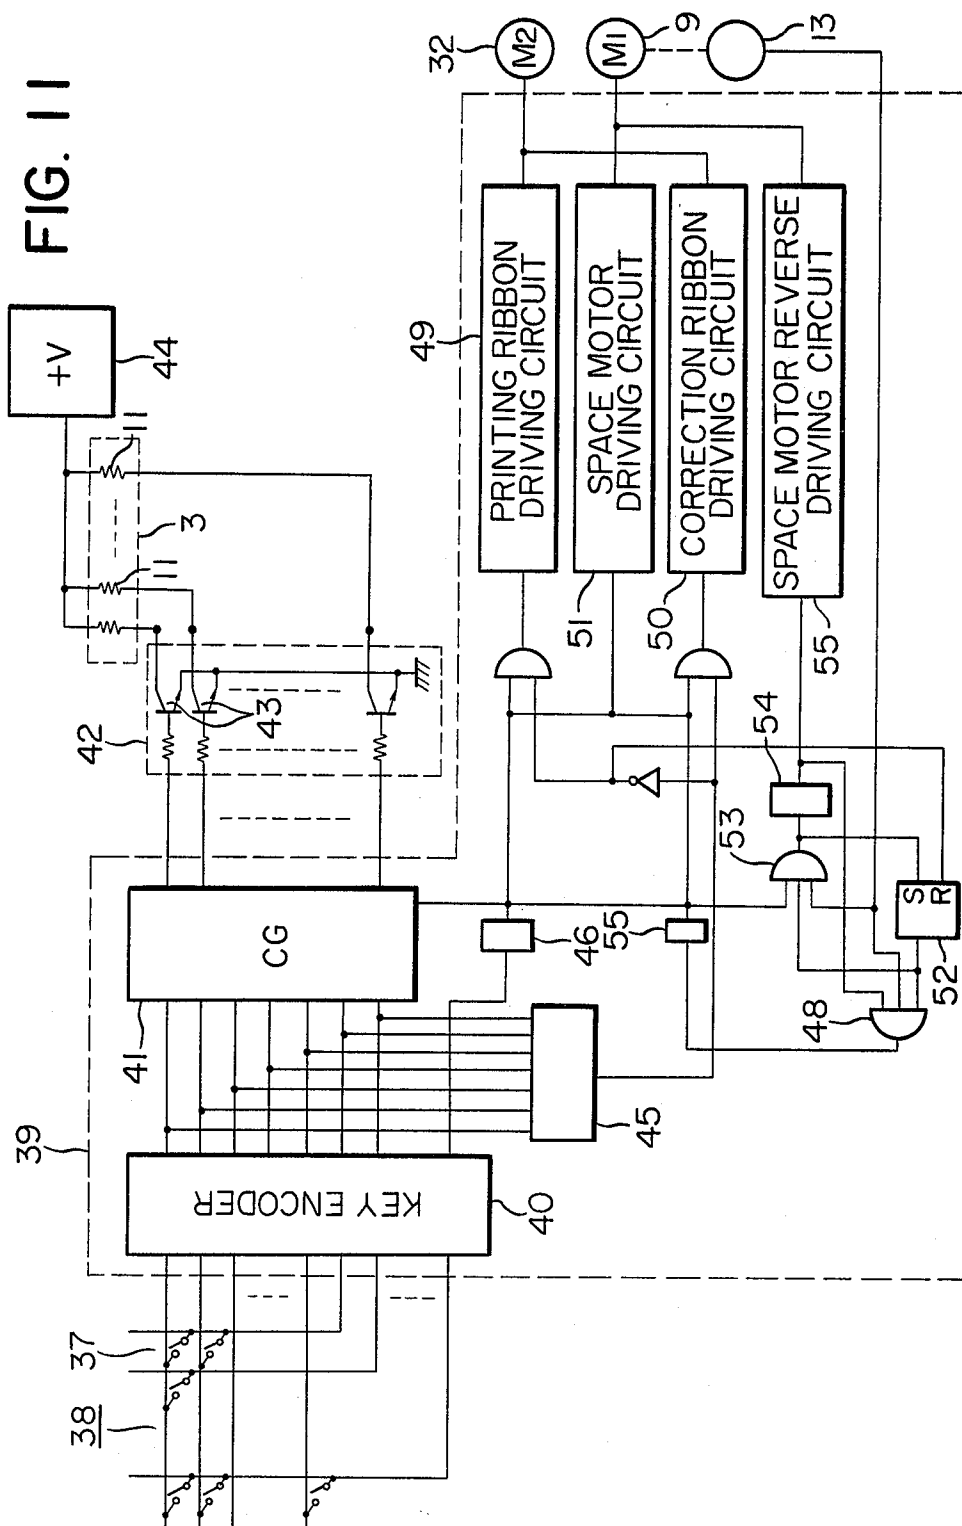 FIG. 11
+V
44
11
3
11
42
43
39
41
CG
KEY ENCODER
40
37
38
45
46
55
48
52
S
R
53
54
49
PRINTING RIBBON
DRIVING CIRCUIT
51
SPACE MOTOR
DRIVING CIRCUIT
50
CORRECTION RIBBON
DRIVING CIRCUIT
55
SPACE MOTOR REVERSE
DRIVING CIRCUIT
32
M2
M1
9
13